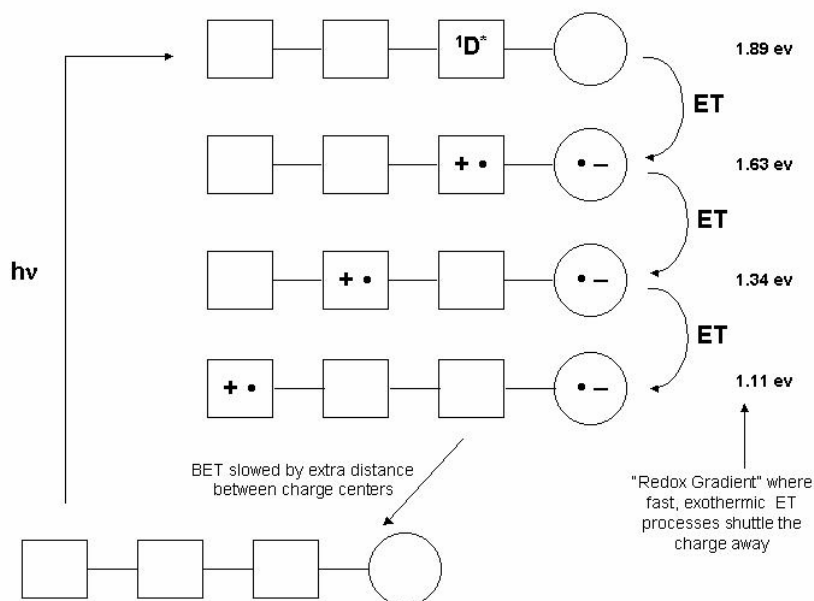 ¹D*
1.89 ev
ET
+ •
• –
1.63 ev
ET
hν
+ •
• –
1.34 ev
ET
+ •
• –
1.11 ev
BET slowed by extra distance
between charge centers
"Redox Gradient" where
fast, exothermic ET
processes shuttle the
charge away